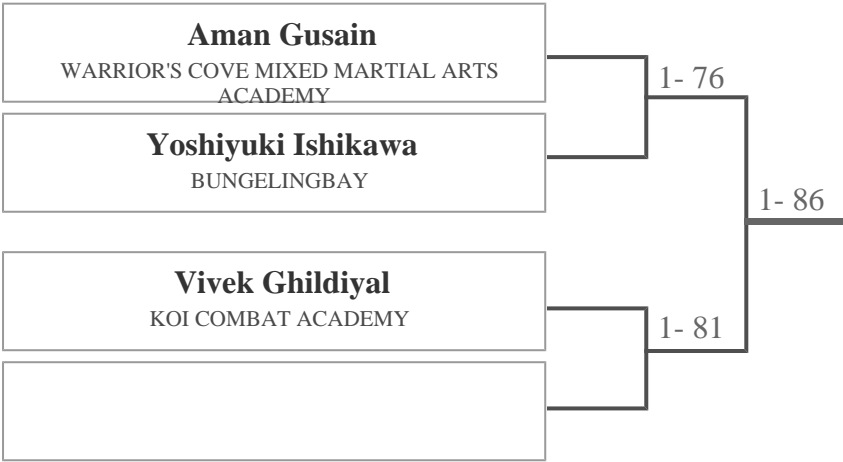 Aman Gusain
WARRIOR'S COVE MIXED MARTIAL ARTS
ACADEMY
1- 76
Yoshiyuki Ishikawa
BUNGELINGBAY
1- 86
Vivek Ghildiyal
KOI COMBAT ACADEMY
1- 81